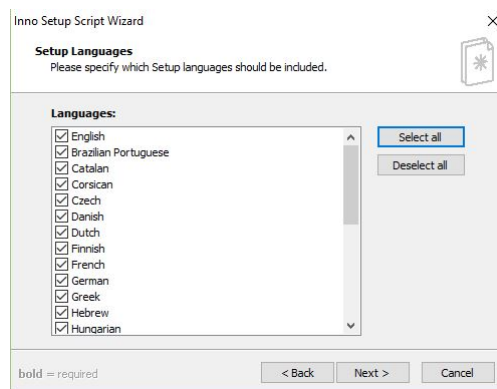 Inno Setup Script Wizard
Setup Languages
Please specify which Setup languages should be included.
Languages:
English
Brazilian Portuguese
Catalan
Corsican
Czech
Danish
Dutch
Finnish
French
German
Greek
Hebrew
Hungarian
Select all
Deselect all
bold = required
< Back
Next >
Cancel